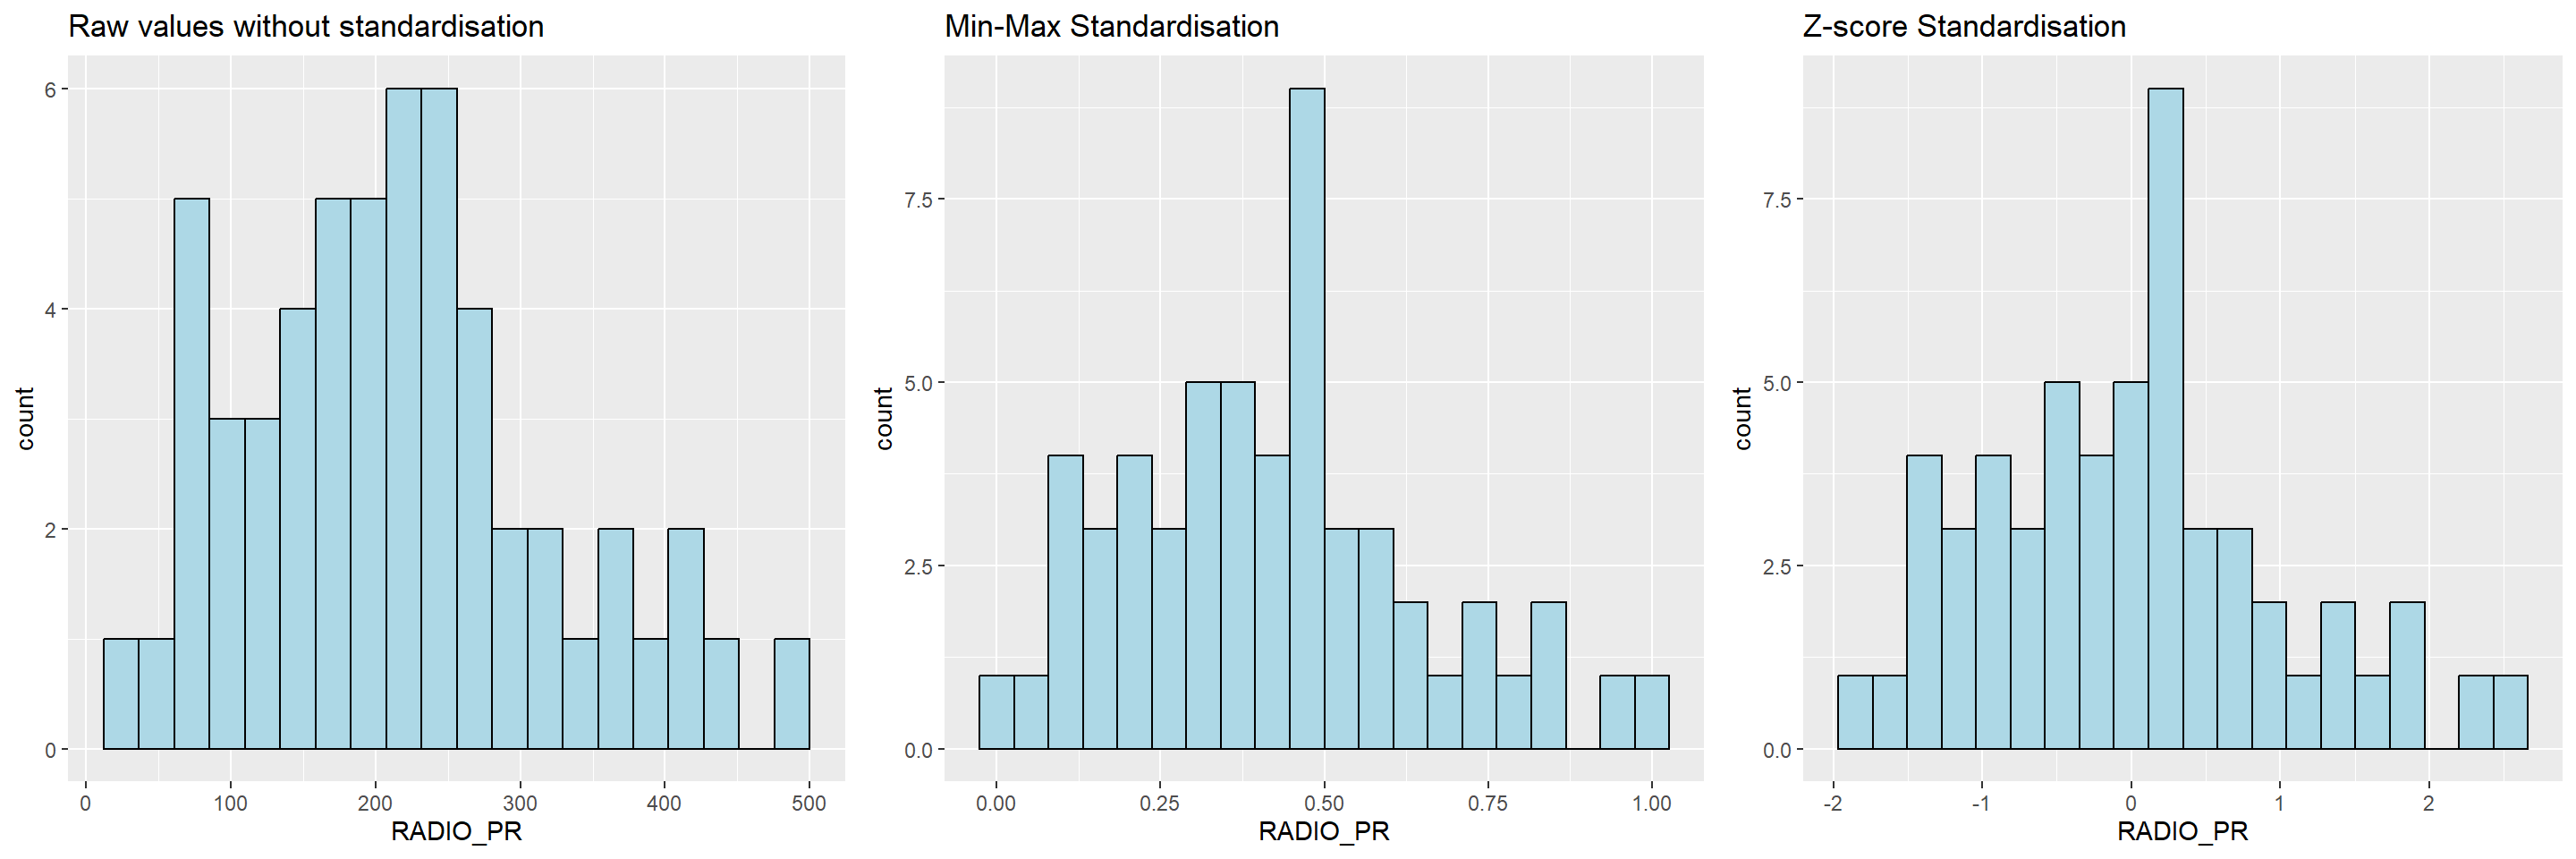 Raw values without standardisation
6
4
2
0
count
0 100 200 300 400 500
RADIO_PR
Min-Max Standardisation
7.5
5.0
2.5
0.0
count
0.00 0.25 0.50 0.75 1.00
RADIO_PR
Z-score Standardisation
7.5
5.0
2.5
0.0
count
-2 -1 0 1 2
RADIO_PR